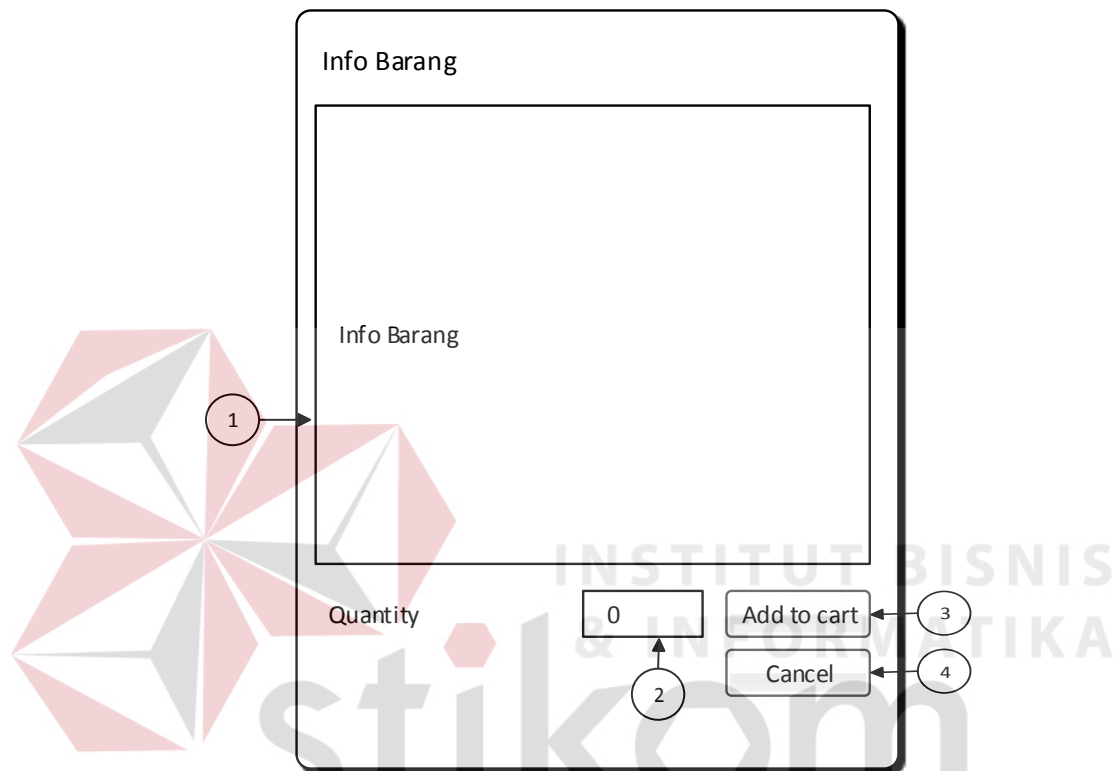 Info Barang
Info Barang
1
INSTITUT BISNIS
Quantity
0
Add to cart
3
& INFORMATIKA
Cancel
4
2
stikom